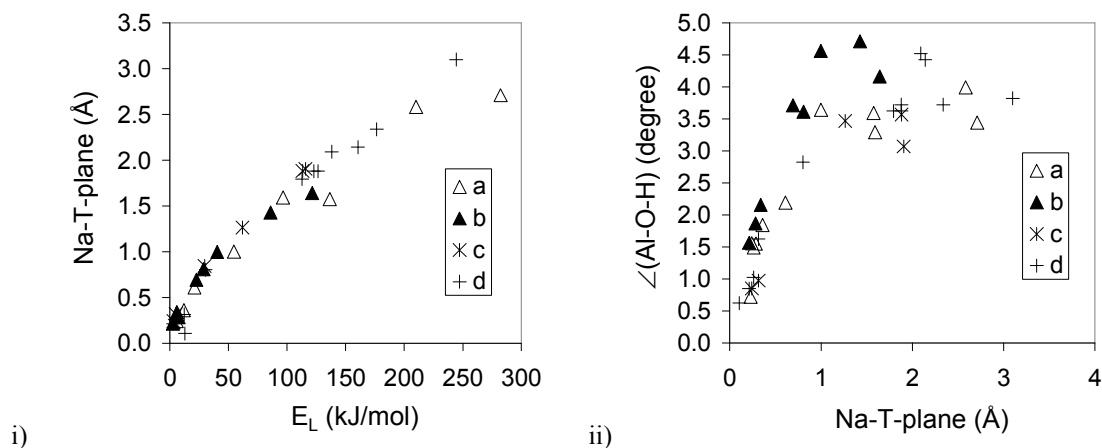 3.5
3.0
2.5
2.0
1.5
1.0
0.5
0.0
Na-T-plane (Å)
a
b
c
d
0 50 100 150 200 250 300
E_L (kJ/mol)
i)
5.0
4.5
4.0
3.5
3.0
2.5
2.0
1.5
1.0
0.5
0.0
∠(Al-O-H) (degree)
a
b
c
d
0 1 2 3 4
Na-T-plane (Å)
ii)